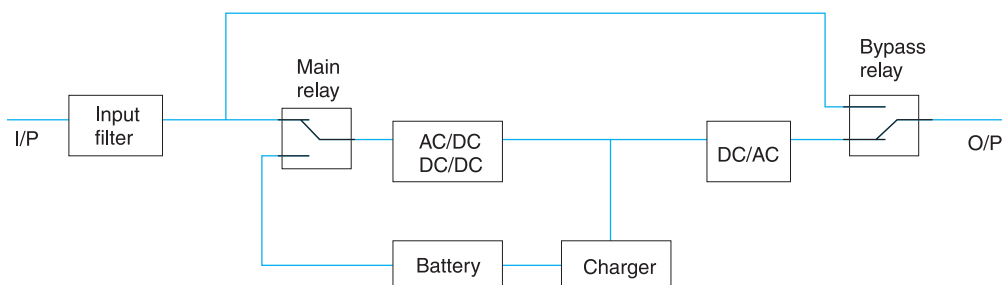 Main
relay
Bypass
relay
I/P
Input
filter
AC/DC
DC/DC
DC/AC
O/P
Battery
Charger